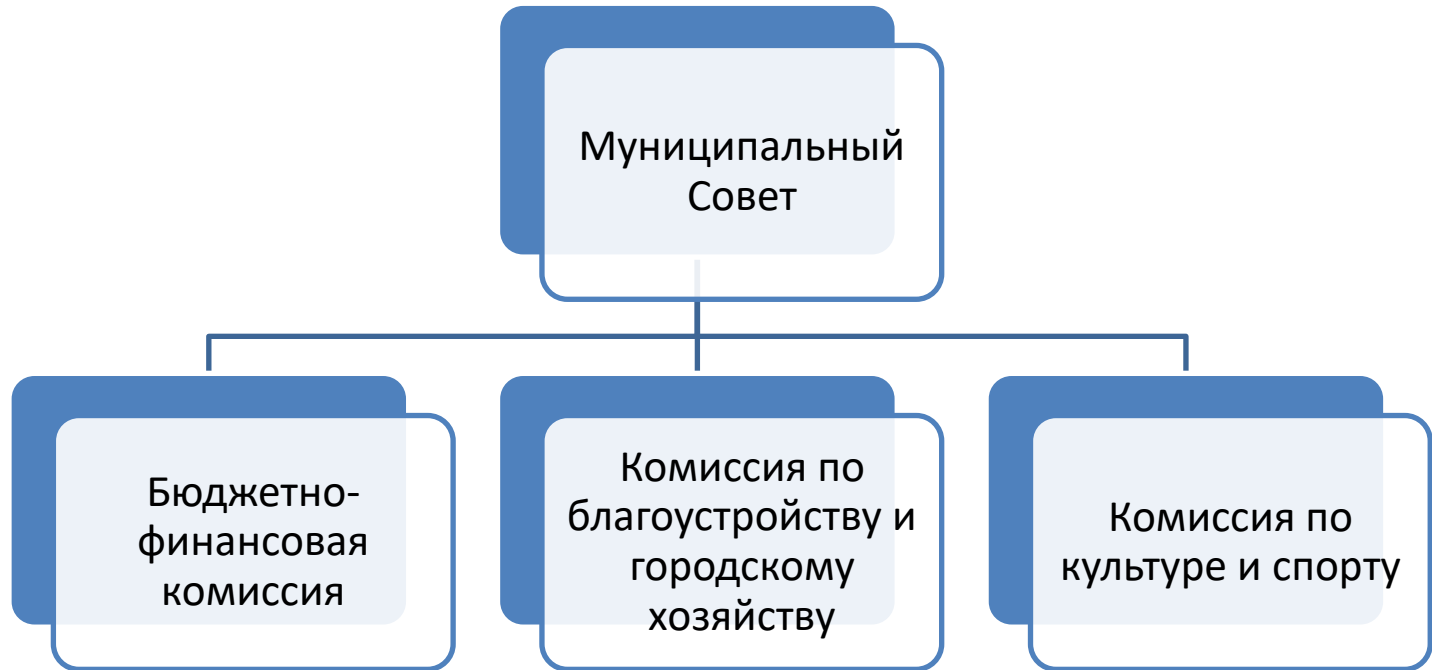 Муниципальный
Совет
Бюджетно-
финансовая
комиссия
Комиссия по
благоустройству и
городскому
хозяйству
Комиссия по
культуре и спорту